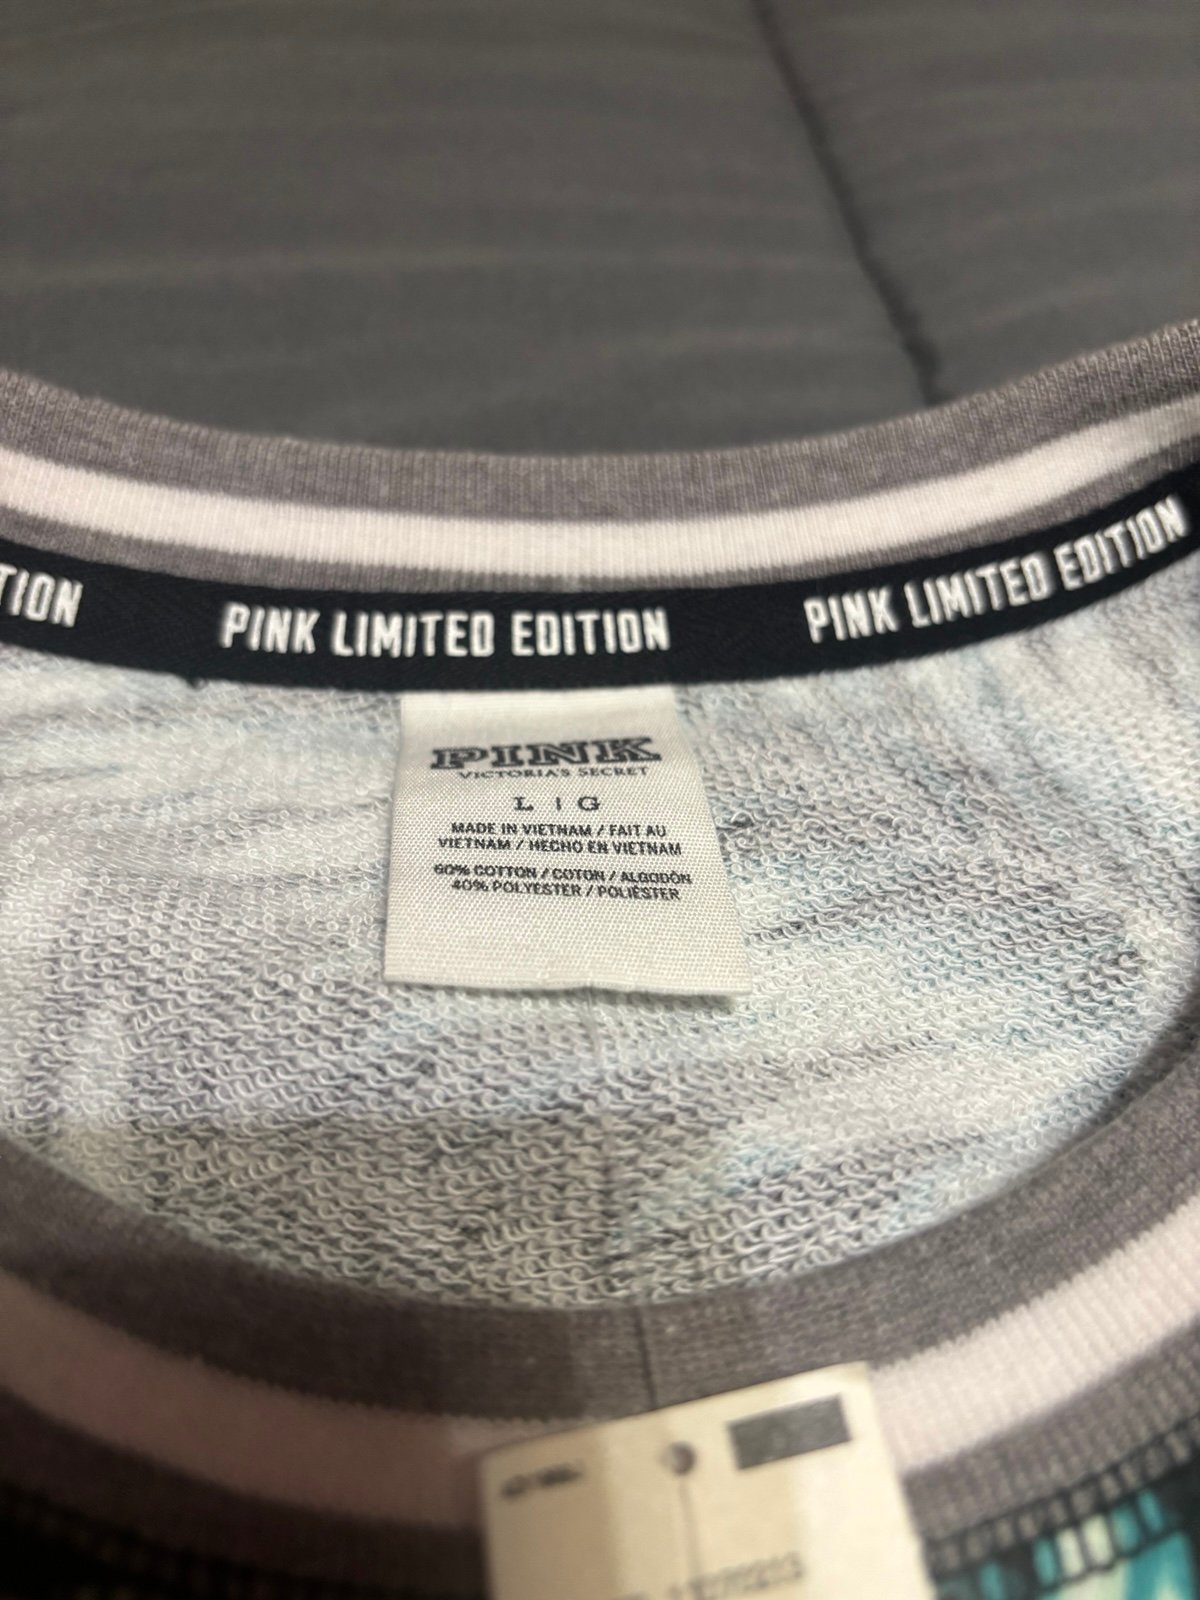 TION
PINK LIMITED EDITION
PINK LIMITED EDITION
PINK
VICTORIA'S SECRET
L | G
MADE IN VIETNAM / FAIT AU
VIETNAM / HECHO EN VIETNAM
60% COTTON / COTON / ALGODÓN
40% POLYESTER / POLIÉSTER